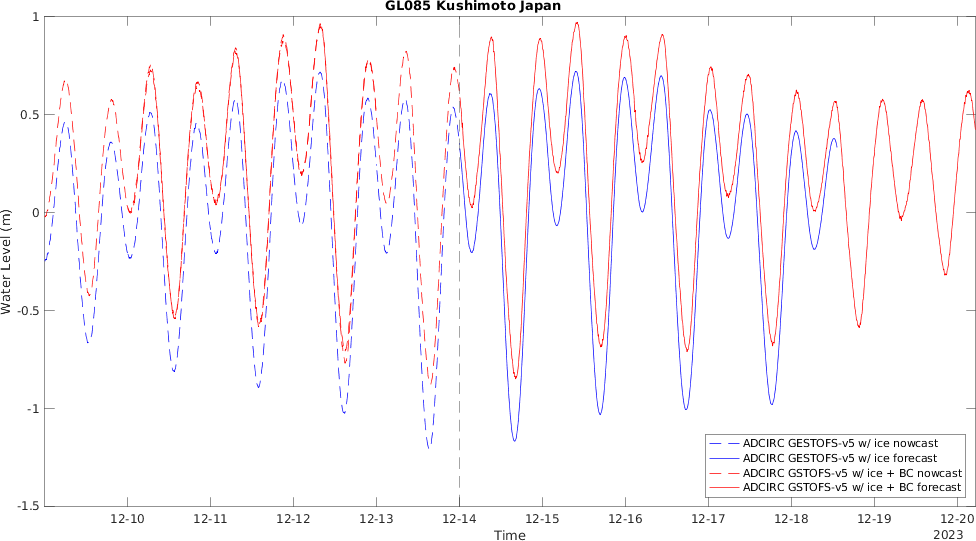 GL085 Kushimoto Japan
Water Level (m)
1
0.5
0
-0.5
-1
-1.5
ADCIRC GESTOFS-v5 w/ ice nowcast
ADCIRC GESTOFS-v5 w/ ice forecast
ADCIRC GSTOFS-v5 w/ ice + BC nowcast
ADCIRC GSTOFS-v5 w/ ice + BC forecast
12-10 12-11 12-12 12-13 12-14 12-15 12-16 12-17 12-18 12-19 12-20
Time
2023